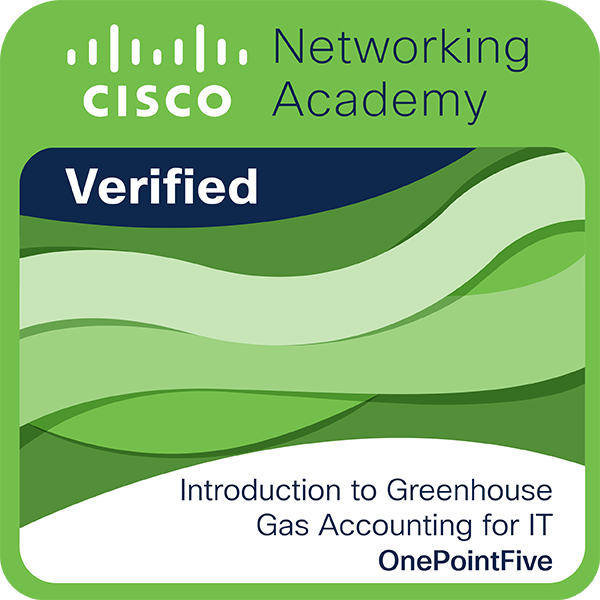 CISCO
Networking
Academy
Verified
Introduction to Greenhouse
Gas Accounting for IT
OnePointFive